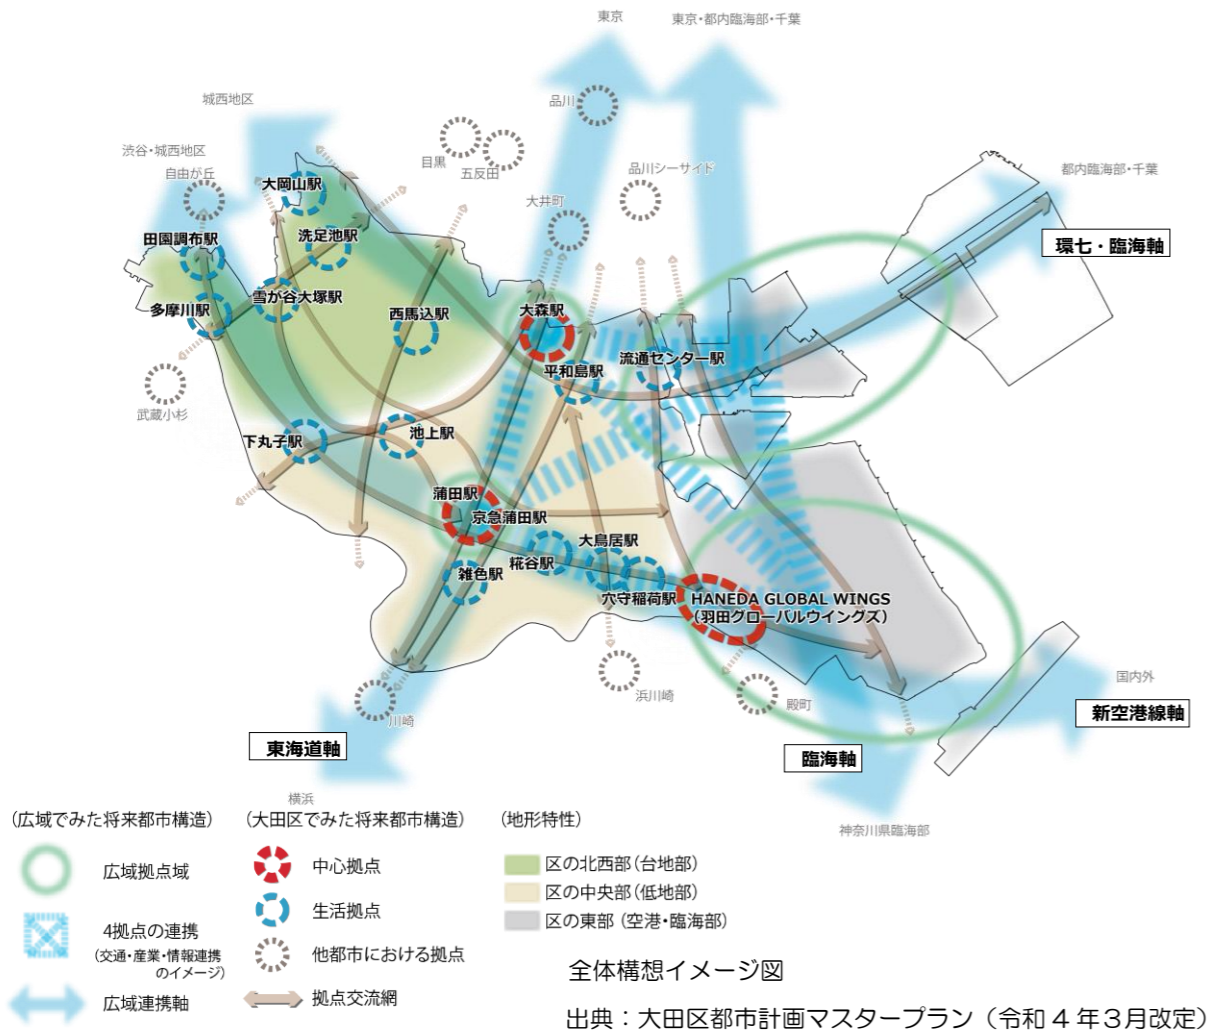 東京
東京・都内臨海部・千葉
城西地区
品川
渋谷・城西地区
自由が丘
目黒
五反田
品川シーサイド
都内臨海部・千葉
大岡山駅
大井町
田園調布駅
洗足池駅
環七・臨海軸
雪が谷大塚駅
多摩川駅
西馬込駅
大森駅
流通センター駅
平和島駅
武蔵小杉
下丸子駅
池上駅
蒲田駅
京急蒲田駅
大鳥居駅
糀谷駅
雑色駅
穴守稲荷駅
HANEDA GLOBAL WINGS
（羽田グローバルウイングズ）
浜川崎
殿町
国内外
川崎
新空港線軸
東海道軸
臨海軸
横浜
神奈川県臨海部
（広域でみた将来都市構造）
広域拠点域
4拠点の連携
（交通・産業・情報連携
のイメージ）
広域連携軸
（大田区でみた将来都市構造）
中心拠点
生活拠点
他都市における拠点
拠点交流網
（地形特性）
区の北西部（台地部）
区の中央部（低地部）
区の東部（空港・臨海部）
全体構想イメージ図
出典：大田区都市計画マスタープラン（令和４年３月改定）